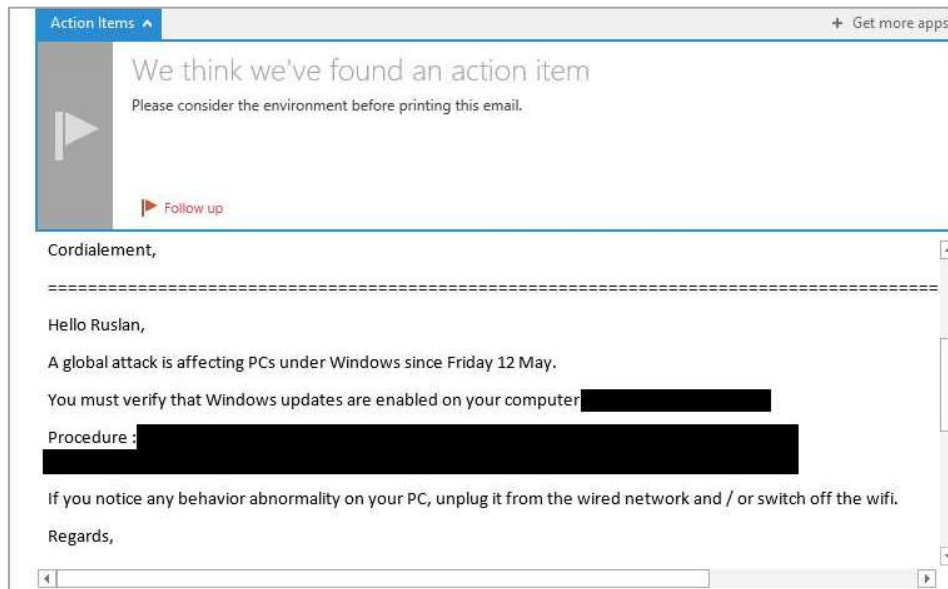 Action Items
+ Get more apps
We think we've found an action item
Please consider the environment before printing this email.
Follow up
Cordialement,
==========================================================================================
Hello Ruslan,
A global attack is affecting PCs under Windows since Friday 12 May.
You must verify that Windows updates are enabled on your computer
Procedure :
If you notice any behavior abnormality on your PC, unplug it from the wired network and / or switch off the wifi.
Regards,